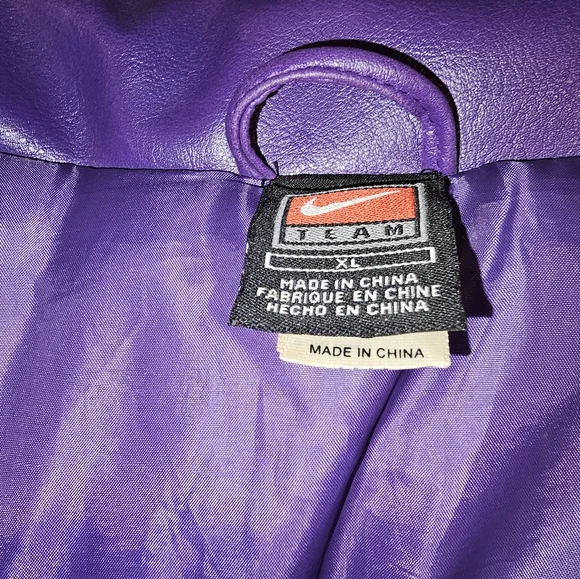 TEAM
XL
MADE IN CHINA
FABRIQUE EN CHINE
HECHO EN CHINA
MADE IN CHINA